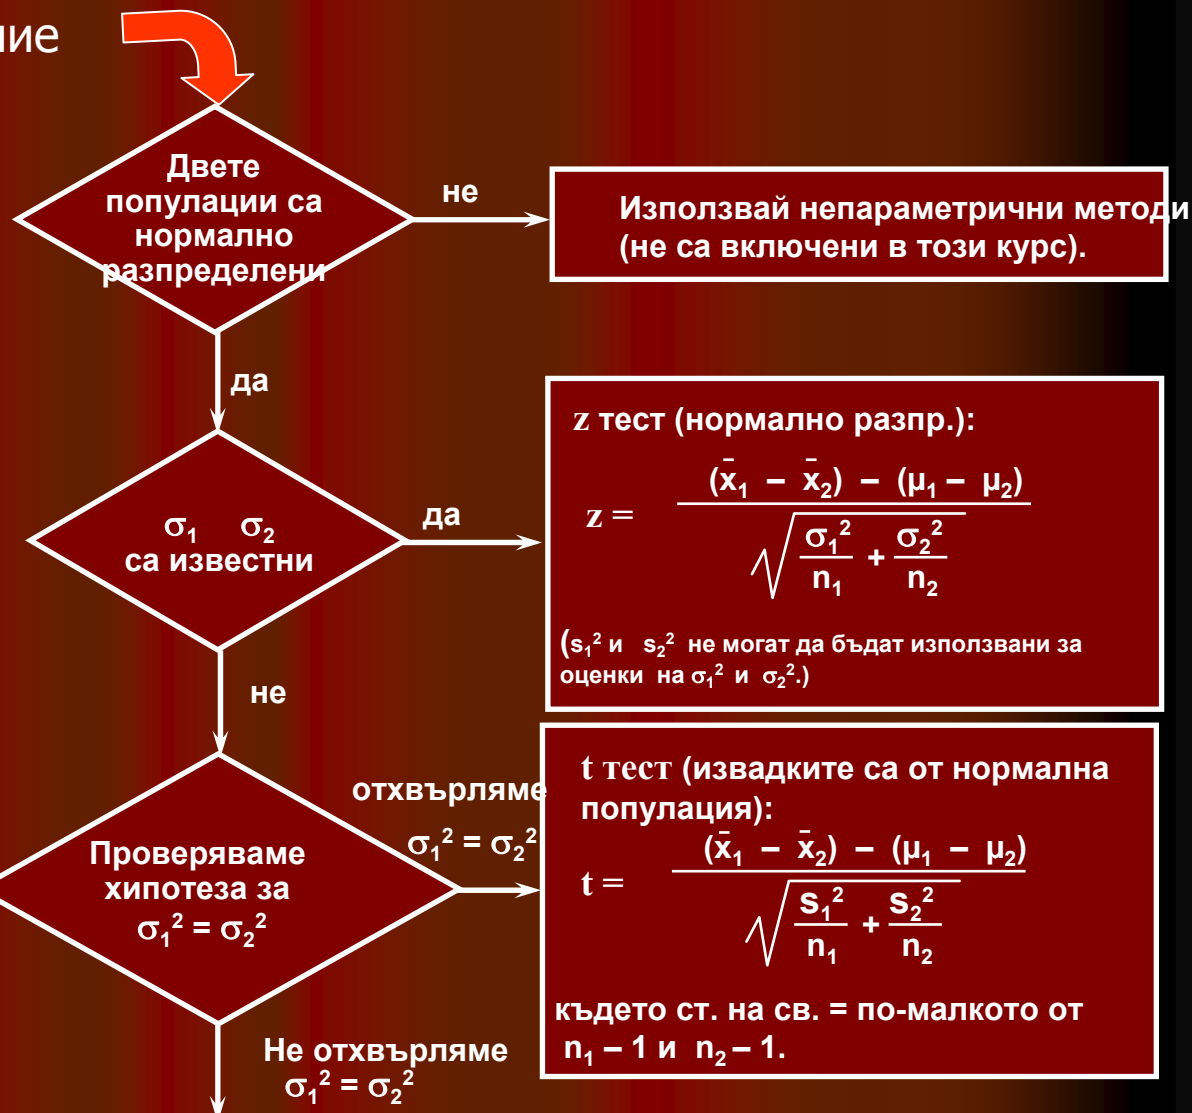 ние
Двете
популации са
нормално
разпределени
не
Използвай непараметрични методи
(не са включени в този курс).
да
σ₁ σ₂
са известни
да
z тест (нормално разпр.):
z = (x̄₁ – x̄₂) – (μ₁ – μ₂)
√ σ₁²/n₁ + σ₂²/n₂
(s₁² и s₂² не могат да бъдат използвани за
оценки на σ₁² и σ₂².)
не
Проверяваме
хипотеза за
σ₁² = σ₂²
отхвърляме
σ₁² = σ₂²
t тест (извадките са от нормална
популация):
t = (x̄₁ – x̄₂) – (μ₁ – μ₂)
√ s₁²/n₁ + s₂²/n₂
където ст. на св. = по-малкото от
n₁ – 1 и n₂ – 1.
Не отхвърляме
σ₁² = σ₂²